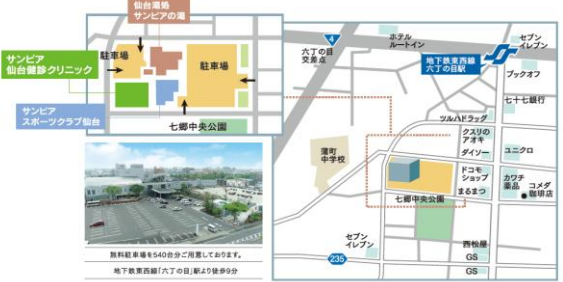 仙台湯処
サンピアの湯
駐車場
サンピア
仙台健診クリニック
駐車場
サンピア
スポーツクラブ仙台
七郷中央公園
無料駐車場を540台分ご用意しております。
地下鉄東西線「六丁の目」駅より徒歩9分
4
六丁の目
交差点
ホテル
ルートイン
地下鉄東西線
六丁の目駅
セブン
イレブン
ブックオフ
七十七銀行
ツルハドラッグ
クスリの
アオキ
ダイソー
ユニクロ
蒲町
中学校
ドコモ
ショップ
カワチ
薬品
コメダ
珈琲店
まるまつ
七郷中央公園
セブン
イレブン
235
西松屋
GS
GS